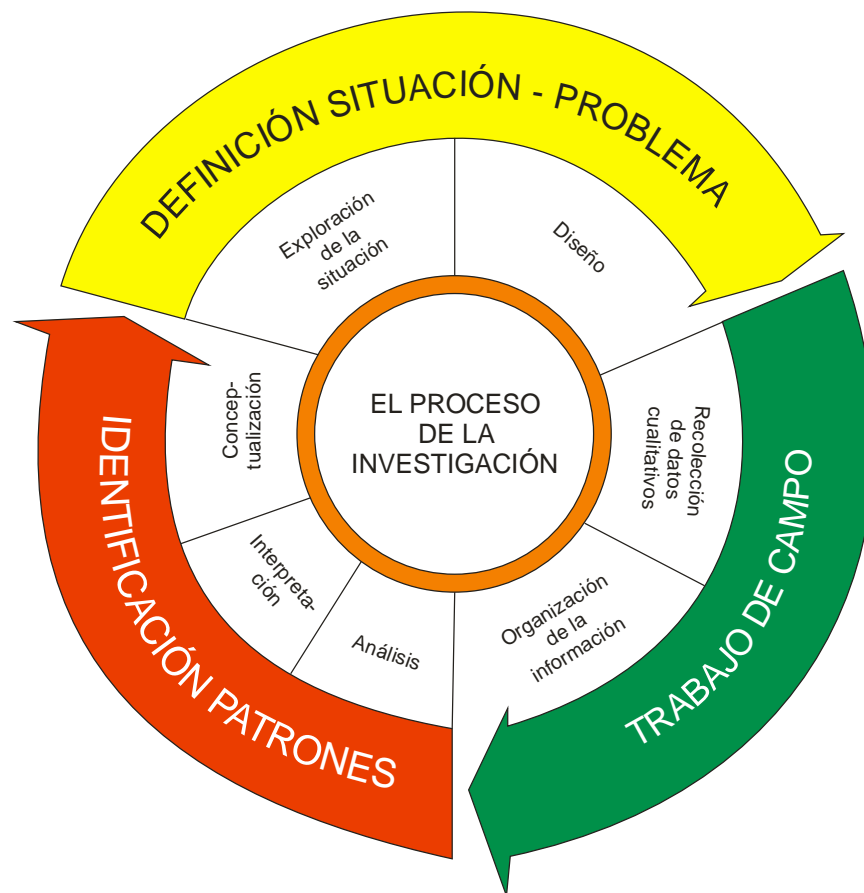 DEFINICIÓN SITUACIÓN - PROBLEMA
Exploración
de la
situación
Diseño
TRABAJO DE CAMPO
Recolección
de datos
cualitativos
Organización
de la
información
IDENTIFICACIÓN PATRONES
Análisis
Interpreta-
ción
Concep-
tualización
EL PROCESO
DE LA
INVESTIGACIÓN